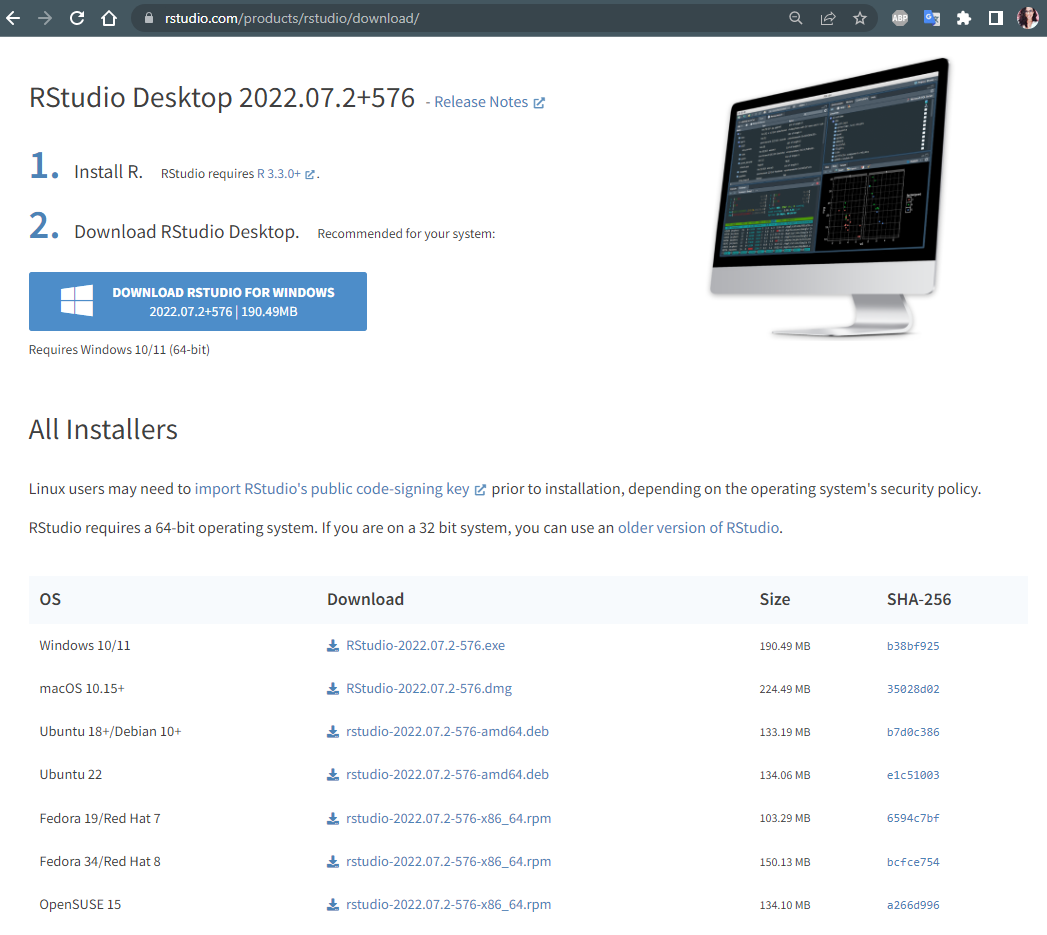 rstudio.com/products/rstudio/download/
ABP
RStudio Desktop 2022.07.2+576 - Release Notes
1. Install R. RStudio requires R 3.3.0+.
2. Download RStudio Desktop. Recommended for your system:
DOWNLOAD RSTUDIO FOR WINDOWS
2022.07.2+576 | 190.49MB
Requires Windows 10/11 (64-bit)
All Installers
Linux users may need to import RStudio's public code-signing key prior to installation, depending on the operating system's security policy.
RStudio requires a 64-bit operating system. If you are on a 32 bit system, you can use an older version of RStudio.
OS Download Size SHA-256
Windows 10/11 RStudio-2022.07.2-576.exe 190.49 MB b38bf925
macOS 10.15+ RStudio-2022.07.2-576.dmg 224.49 MB 35028d02
Ubuntu 18+/Debian 10+ rstudio-2022.07.2-576-amd64.deb 133.19 MB b7d0c386
Ubuntu 22 rstudio-2022.07.2-576-amd64.deb 134.06 MB e1c51003
Fedora 19/Red Hat 7 rstudio-2022.07.2-576-x86_64.rpm 103.29 MB 6594c7bf
Fedora 34/Red Hat 8 rstudio-2022.07.2-576-x86_64.rpm 150.13 MB bcfce754
OpenSUSE 15 rstudio-2022.07.2-576-x86_64.rpm 134.10 MB a266d996